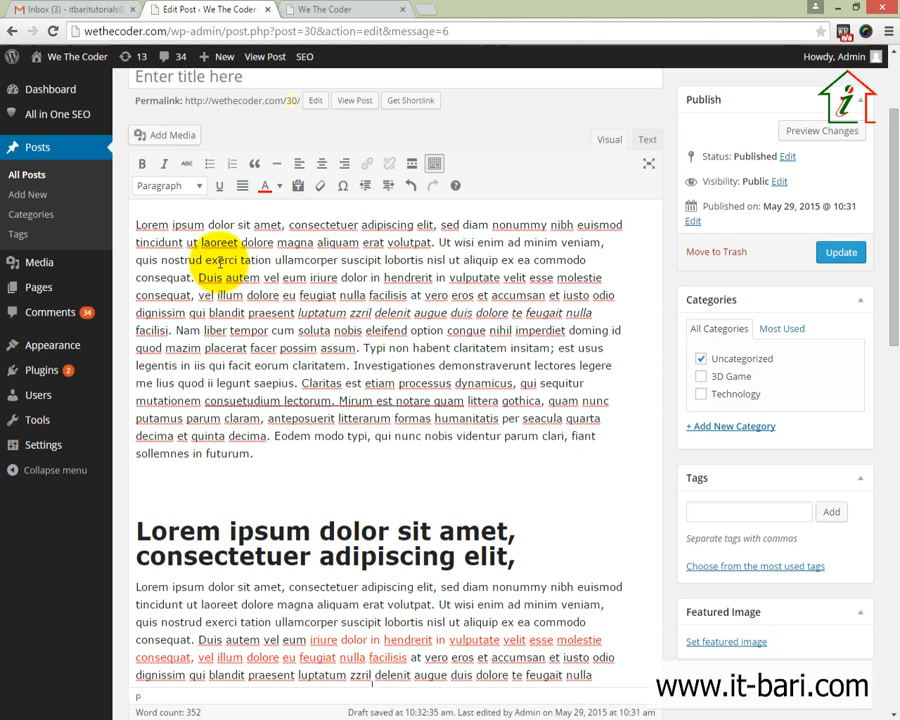 Inbox (3) - itbaritutorials@
Edit Post ‹ We The Coder
We The Coder
wethecoder.com/wp-admin/post.php?post=30&action=edit&message=6
We The Coder 13 34 New View Post SEO Howdy, Admin
Dashboard
All in One SEO
Posts
All Posts
Add New
Categories
Tags
Media
Pages
Comments 34
Appearance
Plugins 2
Users
Tools
Settings
Collapse menu
Enter title here
Permalink: http://wethecoder.com/30/ Edit View Post Get Shortlink
Add Media
Visual Text
Paragraph
Lorem ipsum dolor sit amet, consectetuer adipiscing elit, sed diam nonummy nibh euismod
tincidunt ut laoreet dolore magna aliquam erat volutpat. Ut wisi enim ad minim veniam,
quis nostrud exerci tation ullamcorper suscipit lobortis nisl ut aliquip ex ea commodo
consequat. Duis autem vel eum iriure dolor in hendrerit in vulputate velit esse molestie
consequat, vel illum dolore eu feugiat nulla facilisis at vero eros et accumsan et iusto odio
dignissim qui blandit praesent luptatum zzril delenit augue duis dolore te feugait nulla
facilisi. Nam liber tempor cum soluta nobis eleifend option congue nihil imperdiet doming id
quod mazim placerat facer possim assum. Typi non habent claritatem insitam; est usus
legentis in iis qui facit eorum claritatem. Investigationes demonstraverunt lectores legere
me lius quod ii legunt saepius. Claritas est etiam processus dynamicus, qui sequitur
mutationem consuetudium lectorum. Mirum est notare quam littera gothica, quam nunc
putamus parum claram, anteposuerit litterarum formas humanitatis per seacula quarta
decima et quinta decima. Eodem modo typi, qui nunc nobis videntur parum clari, fiant
sollemnes in futurum.
Lorem ipsum dolor sit amet,
consectetuer adipiscing elit,
Lorem ipsum dolor sit amet, consectetuer adipiscing elit, sed diam nonummy nibh euismod
tincidunt ut laoreet dolore magna aliquam erat volutpat. Ut wisi enim ad minim veniam,
quis nostrud exerci tation ullamcorper suscipit lobortis nisl ut aliquip ex ea commodo
consequat. Duis autem vel eum iriure dolor in hendrerit in vulputate velit esse molestie
consequat, vel illum dolore eu feugiat nulla facilisis at vero eros et accumsan et iusto odio
dignissim qui blandit praesent luptatum zzril delenit augue duis dolore te feugait nulla
p
Word count: 352 Draft saved at 10:32:35 am. Last edited by Admin on May 29, 2015 at 10:31 am
Publish
Preview Changes
Status: Published Edit
Visibility: Public Edit
Published on: May 29, 2015 @ 10:31
Edit
Move to Trash Update
Categories
All Categories Most Used
Uncategorized
3D Game
Technology
+ Add New Category
Tags
Add
Separate tags with commas
Choose from the most used tags
Featured Image
Set featured image
www.it-bari.com